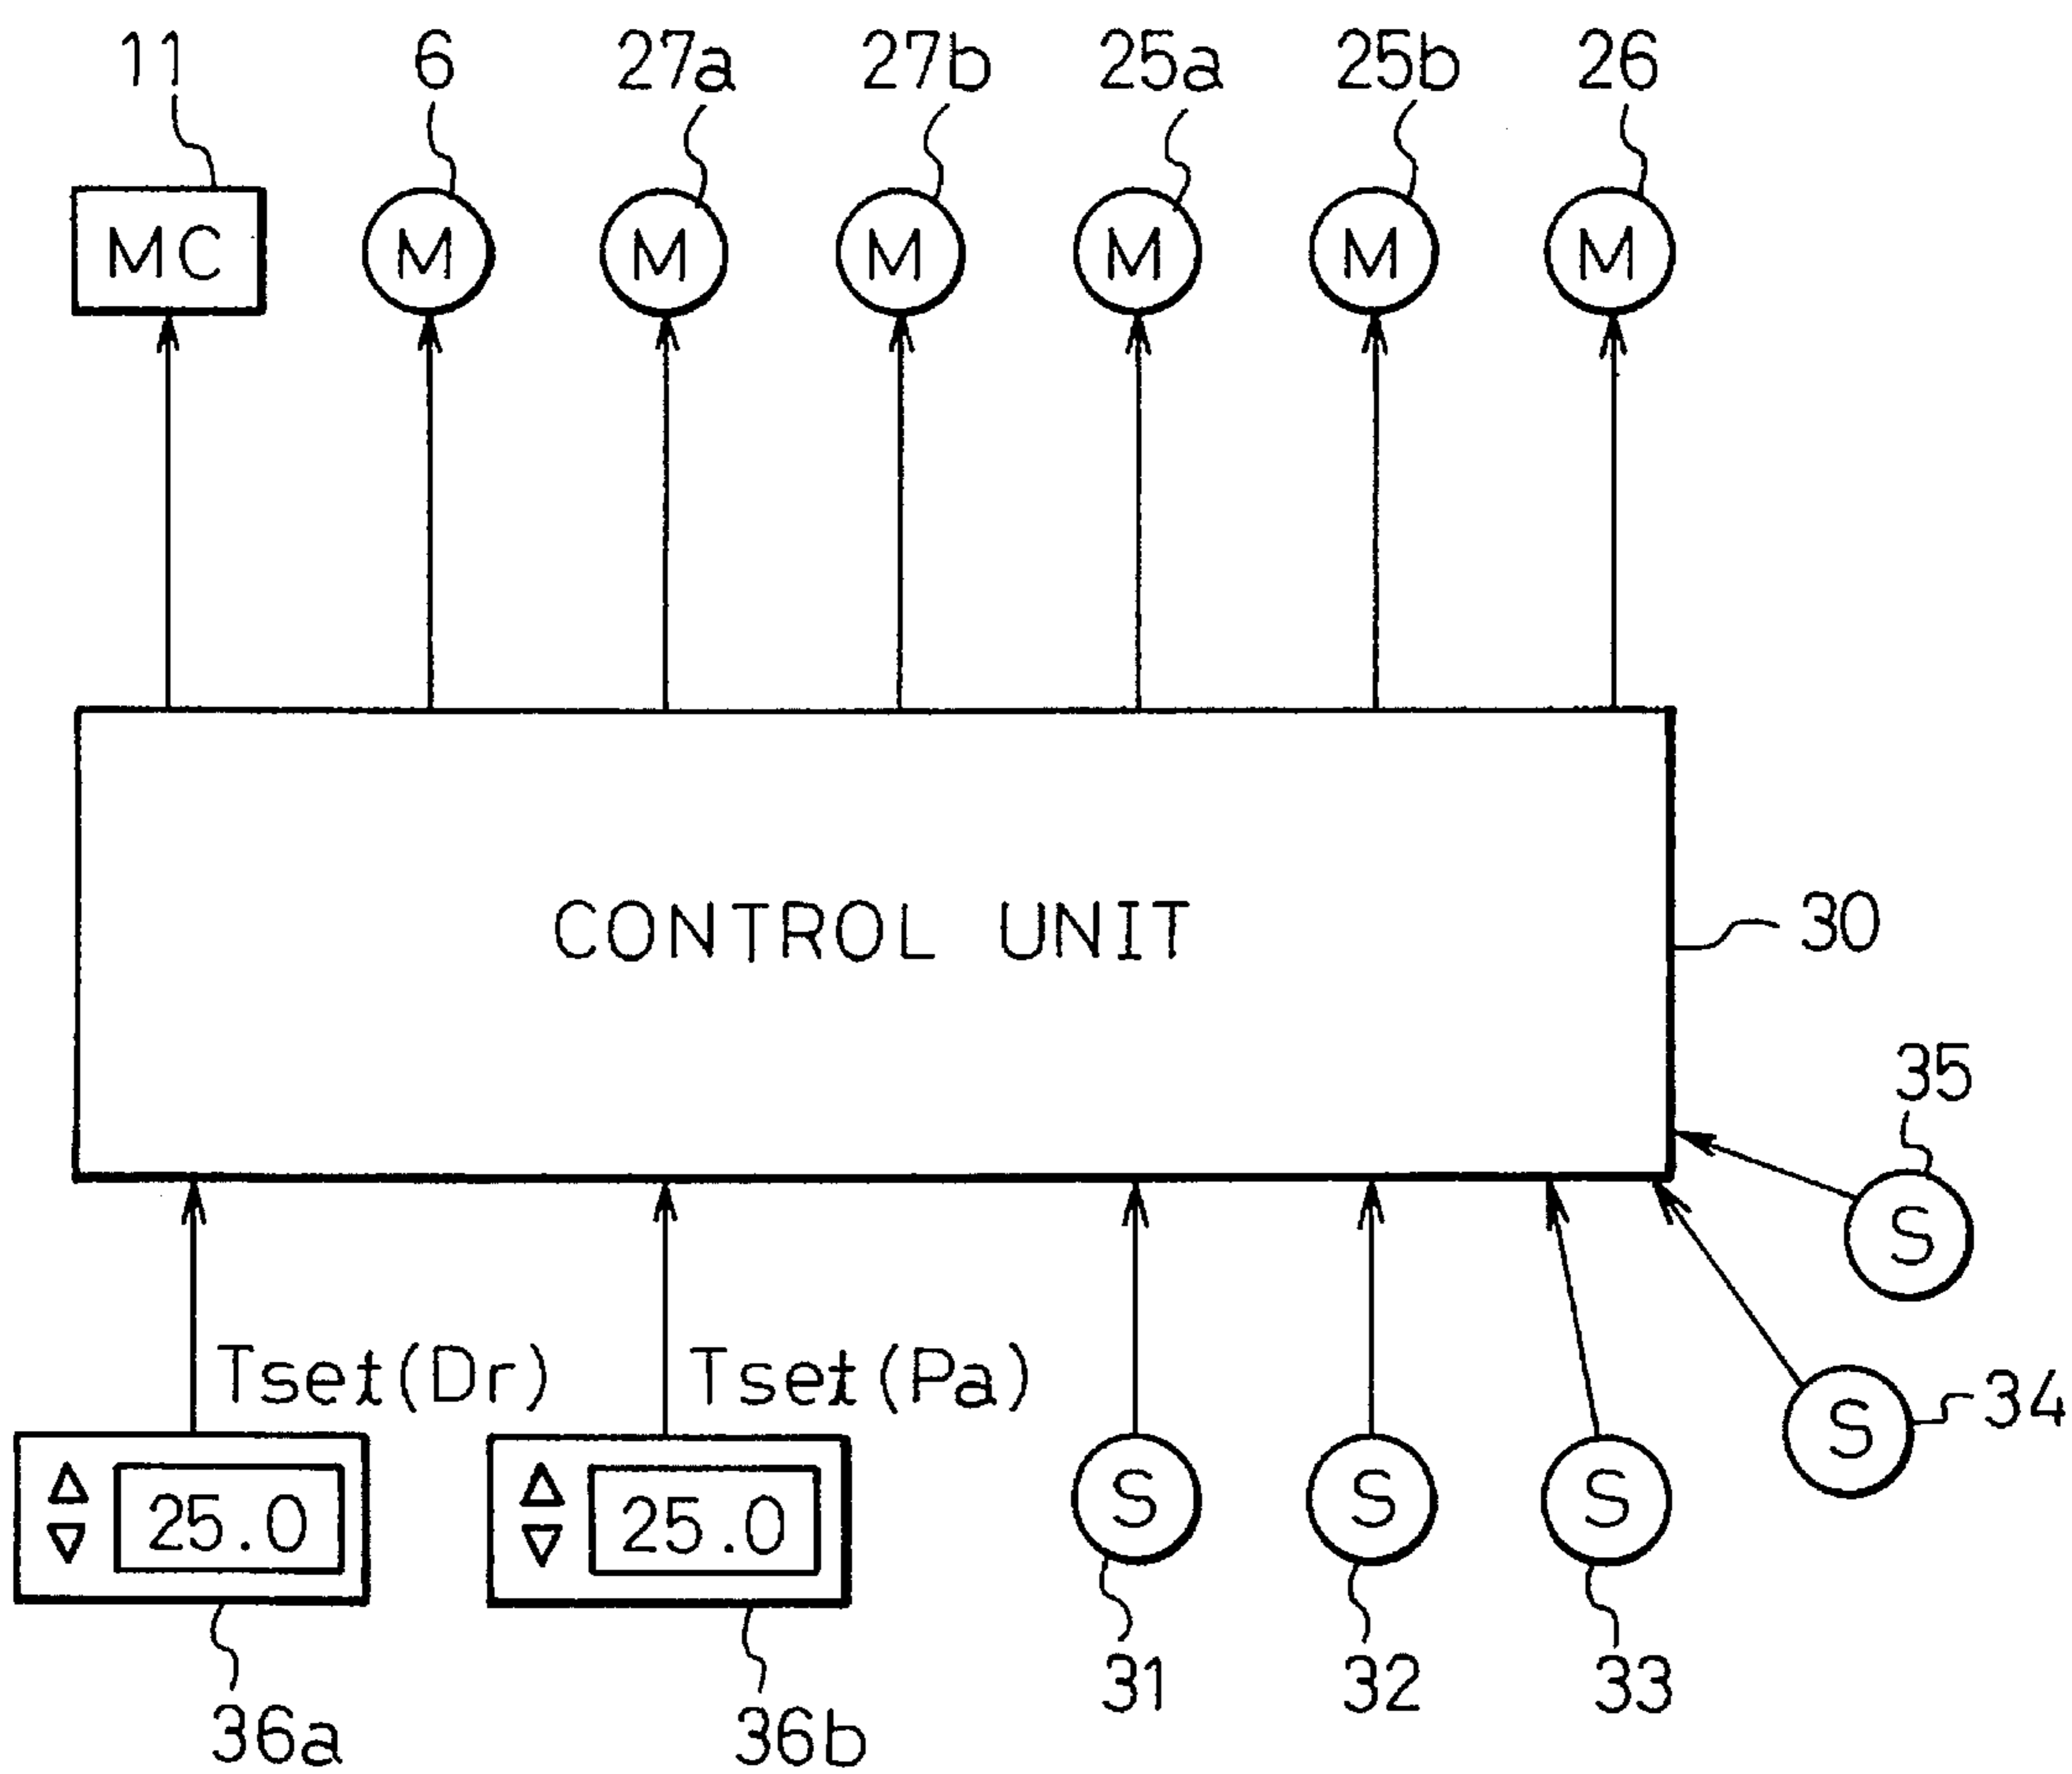 11 6 27a 27b 25a 25b 26
MC M M M M M M
CONTROL UNIT
30
35
S
Tset(Dr) Tset(Pa)
34
S
25.0 25.0 S S S
31 32 33
36a 36b